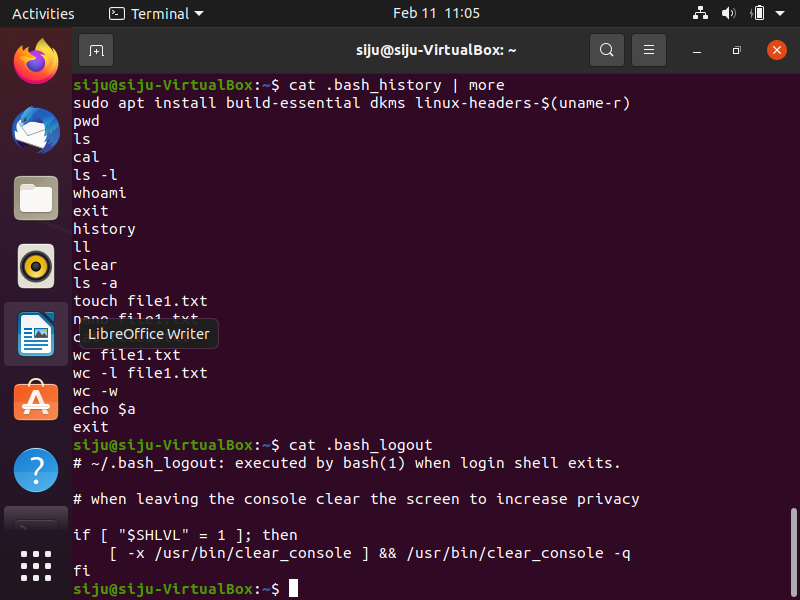 Activities Terminal Feb 11 11:05
siju@siju-VirtualBox: ~
siju@siju-VirtualBox:~$ cat .bash_history | more
sudo apt install build-essential dkms linux-headers-$(uname-r)
pwd
ls
cal
ls -l
whoami
exit
history
ll
clear
ls -a
touch file1.txt
nano file1.txt
LibreOffice Writer
wc file1.txt
wc -l file1.txt
wc -w
echo $a
exit
siju@siju-VirtualBox:~$ cat .bash_logout
# ~/.bash_logout: executed by bash(1) when login shell exits.
# when leaving the console clear the screen to increase privacy
if [ "$SHLVL" = 1 ]; then
    [ -x /usr/bin/clear_console ] && /usr/bin/clear_console -q
fi
siju@siju-VirtualBox:~$